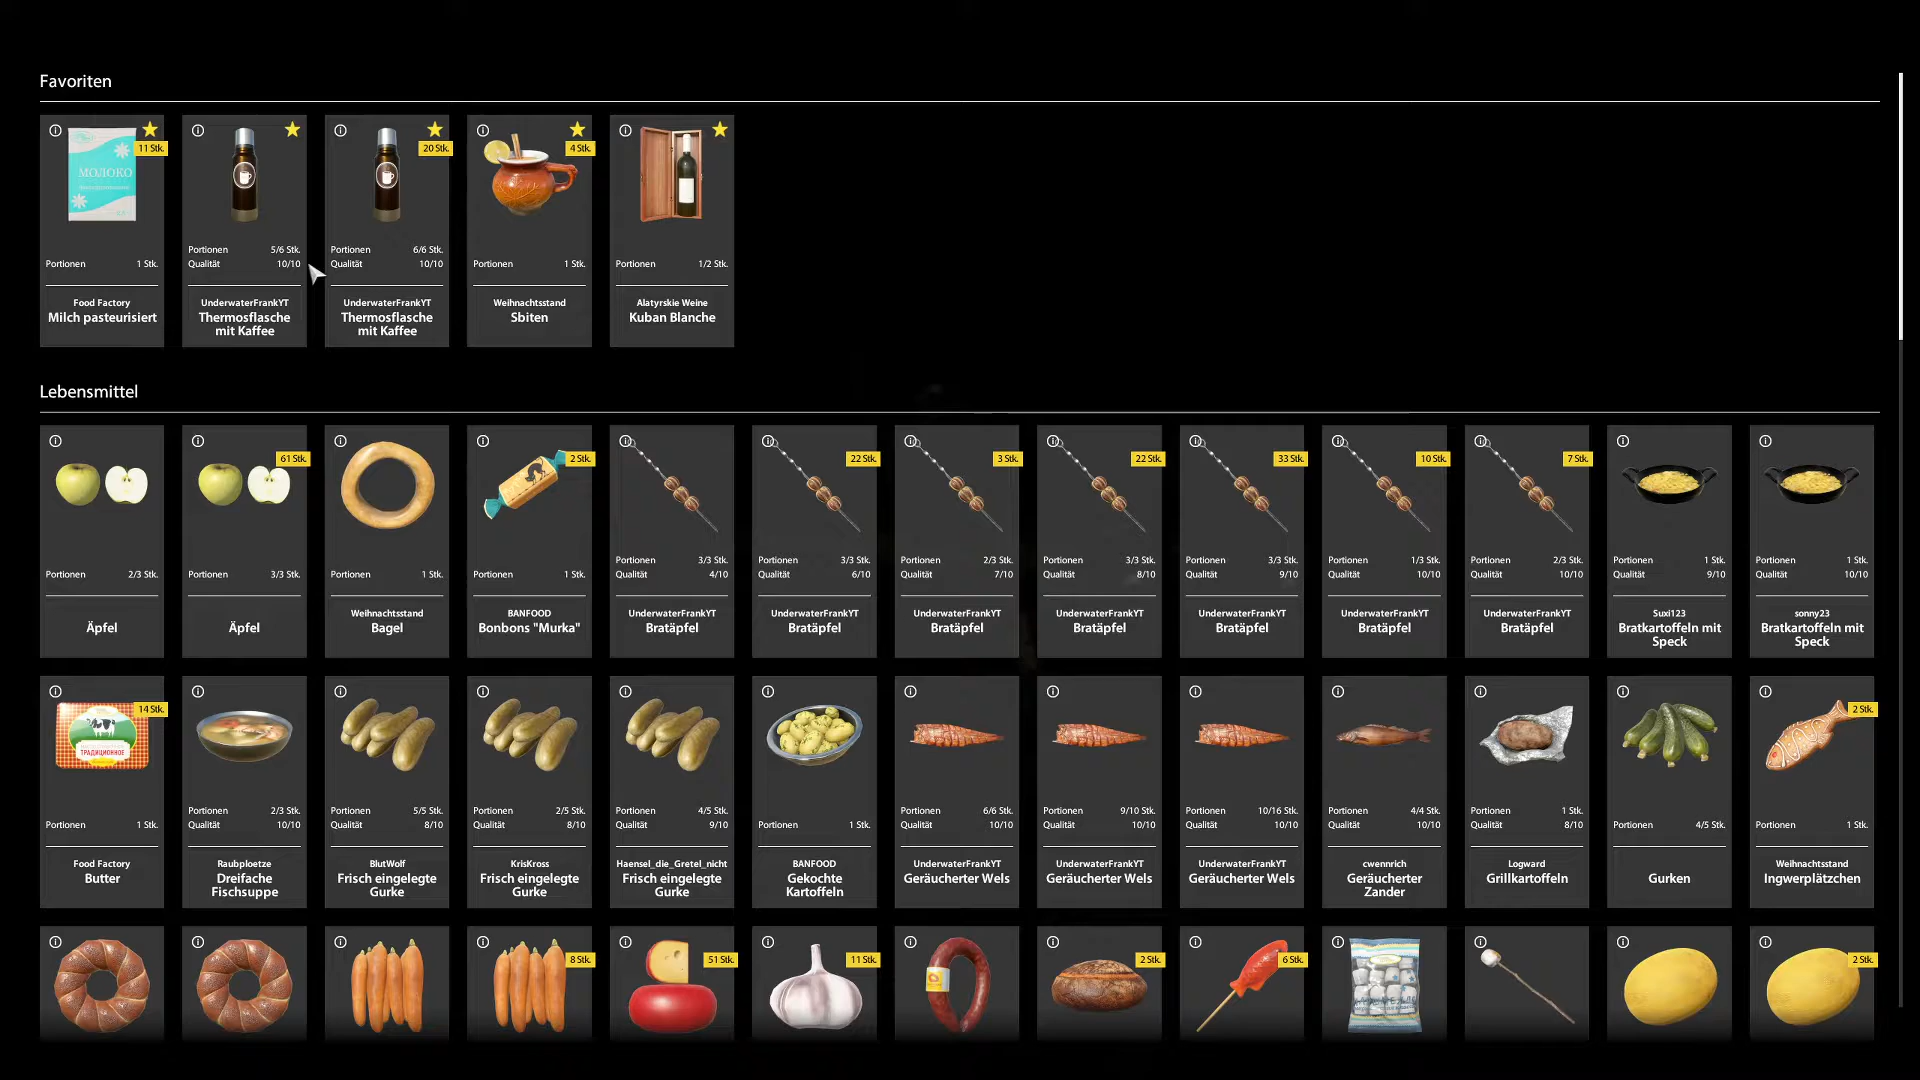 Favoriten
МОЛОКО
11 Stk.
Portionen 1 Stk.
Food Factory
Milch pasteurisiert
Portionen 5/6 Stk.
Qualität 10/10
UnderwaterFrankYT
Thermosflasche
mit Kaffee
20 Stk.
Portionen 6/6 Stk.
Qualität 10/10
UnderwaterFrankYT
Thermosflasche
mit Kaffee
4 Stk.
Portionen 1 Stk.
Weihnachtsstand
Sbiten
Portionen 1/2 Stk.
Alatyrskie Weine
Kuban Blanche
Lebensmittel
Portionen 2/3 Stk.
Äpfel
61 Stk.
Portionen 3/3 Stk.
Äpfel
Portionen 1 Stk.
Weihnachtsstand
Bagel
2 Stk.
Portionen 1 Stk.
BANFOOD
Bonbons "Murka"
Portionen 3/3 Stk.
Qualität 4/10
UnderwaterFrankYT
Bratäpfel
22 Stk.
Portionen 3/3 Stk.
Qualität 6/10
UnderwaterFrankYT
Bratäpfel
3 Stk.
Portionen 2/3 Stk.
Qualität 7/10
UnderwaterFrankYT
Bratäpfel
22 Stk.
Portionen 3/3 Stk.
Qualität 8/10
UnderwaterFrankYT
Bratäpfel
33 Stk.
Portionen 3/3 Stk.
Qualität 9/10
UnderwaterFrankYT
Bratäpfel
10 Stk.
Portionen 1/3 Stk.
Qualität 10/10
UnderwaterFrankYT
Bratäpfel
7 Stk.
Portionen 2/3 Stk.
Qualität 10/10
UnderwaterFrankYT
Bratäpfel
Portionen 1 Stk.
Qualität 9/10
Suxi123
Bratkartoffeln mit
Speck
Portionen 1 Stk.
Qualität 10/10
sonny23
Bratkartoffeln mit
Speck
14 Stk.
ТРАДИЦИОННОЕ
Portionen 1 Stk.
Food Factory
Butter
Portionen 2/3 Stk.
Qualität 10/10
Raubploetze
Dreifache
Fischsuppe
Portionen 5/5 Stk.
Qualität 8/10
BlutWolf
Frisch eingelegte
Gurke
Portionen 2/5 Stk.
Qualität 8/10
KrisKross
Frisch eingelegte
Gurke
Portionen 4/5 Stk.
Qualität 9/10
Haensel_die_Gretel_nicht
Frisch eingelegte
Gurke
Portionen 1 Stk.
BANFOOD
Gekochte
Kartoffeln
Portionen 6/6 Stk.
Qualität 10/10
UnderwaterFrankYT
Geräucherter Wels
Portionen 9/10 Stk.
Qualität 10/10
UnderwaterFrankYT
Geräucherter Wels
Portionen 10/16 Stk.
Qualität 10/10
UnderwaterFrankYT
Geräucherter Wels
Portionen 4/4 Stk.
Qualität 10/10
cwennrich
Geräucherter
Zander
Portionen 1 Stk.
Qualität 8/10
Logward
Grillkartoffeln
Portionen 4/5 Stk.
Gurken
2 Stk.
Portionen 1 Stk.
Weihnachtsstand
Ingwerplätzchen
8 Stk.
51 Stk.
11 Stk.
2 Stk.
6 Stk.
2 Stk.